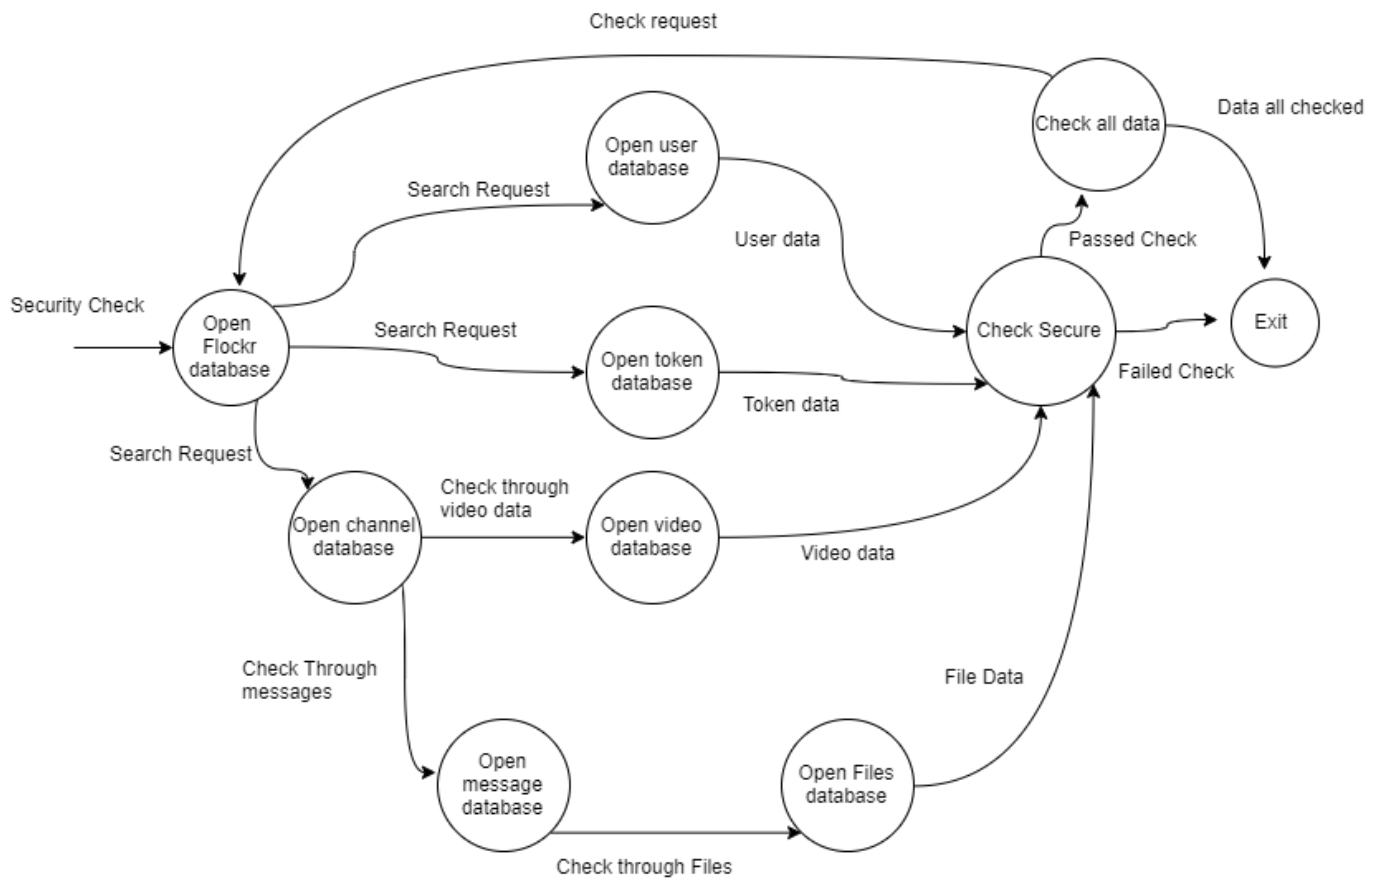 Check request
Check all data
Data all checked
Open user
database
Search Request
User data
Passed Check
Security Check
Open
Flockr
database
Search Request
Open token
database
Token data
Check Secure
Exit
Failed Check
Search Request
Open channel
database
Check through
video data
Open video
database
Video data
Check Through
messages
File Data
Open
message
database
Open Files
database
Check through Files